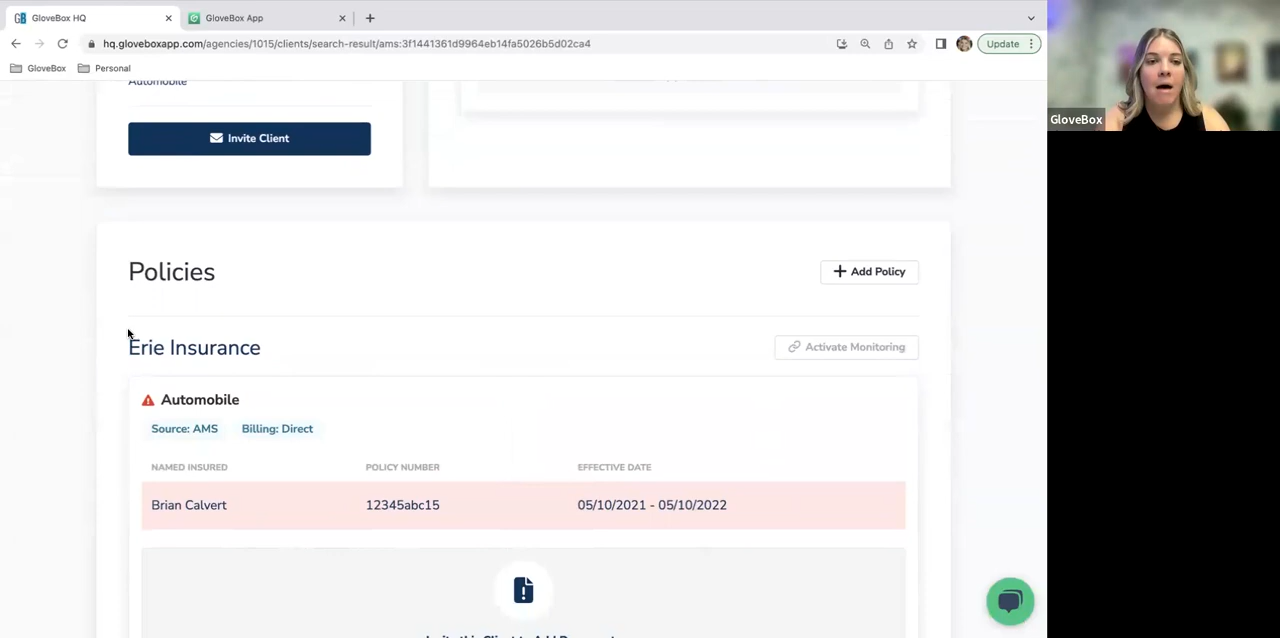 GloveBox HQ
GloveBox App
hq.gloveboxapp.com/agencies/1015/clients/search-result/ams:3f1441361d9964eb14fa5026b5d02ca4
Update
GloveBox
Personal
GloveBox
Automobile
Invite Client
Policies
Add Policy
Erie Insurance
Activate Monitoring
Automobile
Source: AMS
Billing: Direct
NAMED INSURED
POLICY NUMBER
EFFECTIVE DATE
Brian Calvert
12345abc15
05/10/2021 - 05/10/2022